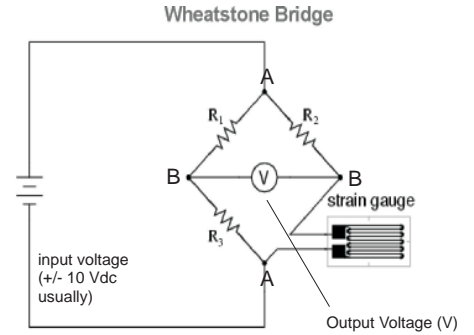 Wheatstone Bridge
A
R1
R2
B
V
B
strain gauge
R3
input voltage
(+/- 10 Vdc
usually)
A
Output Voltage (V)